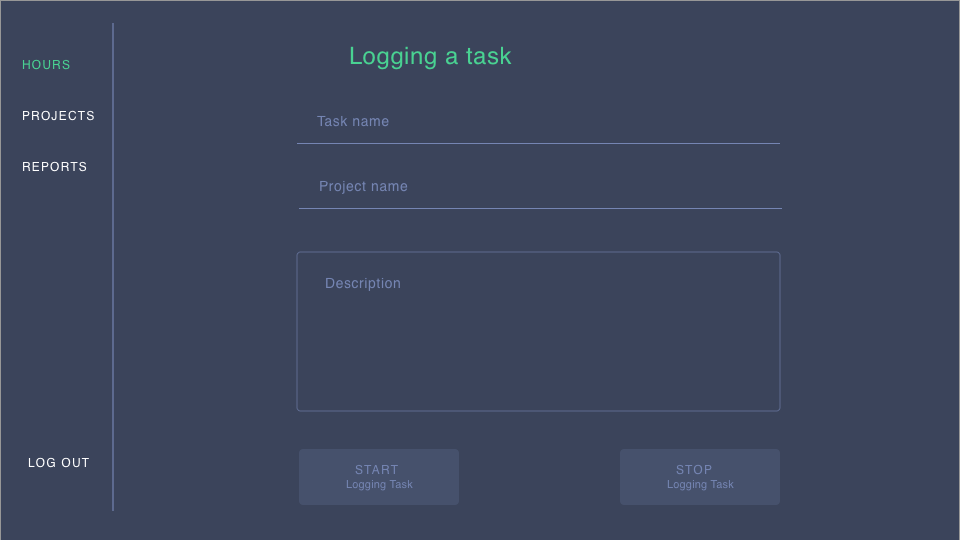 HOURS
PROJECTS
REPORTS
LOG OUT
Logging a task
Task name
Project name
Description
START
Logging Task
STOP
Logging Task